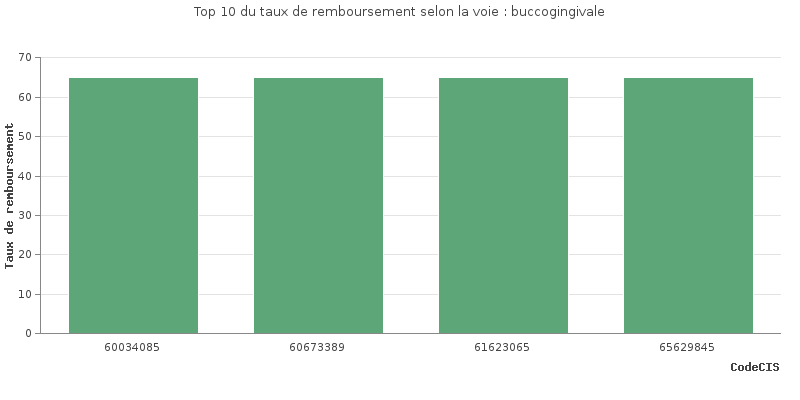 Top 10 du taux de remboursement selon la voie : buccogingivale
70
60
50
40
30
20
10
0
Taux de remboursement
60034085 60673389 61623065 65629845
CodeCIS